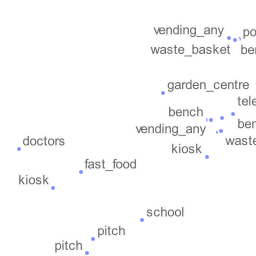 vending_any
po
waste_basket
ber
garden_centre
tele
bench
ber
vending_any
waste
kiosk
doctors
fast_food
kiosk
school
pitch
pitch